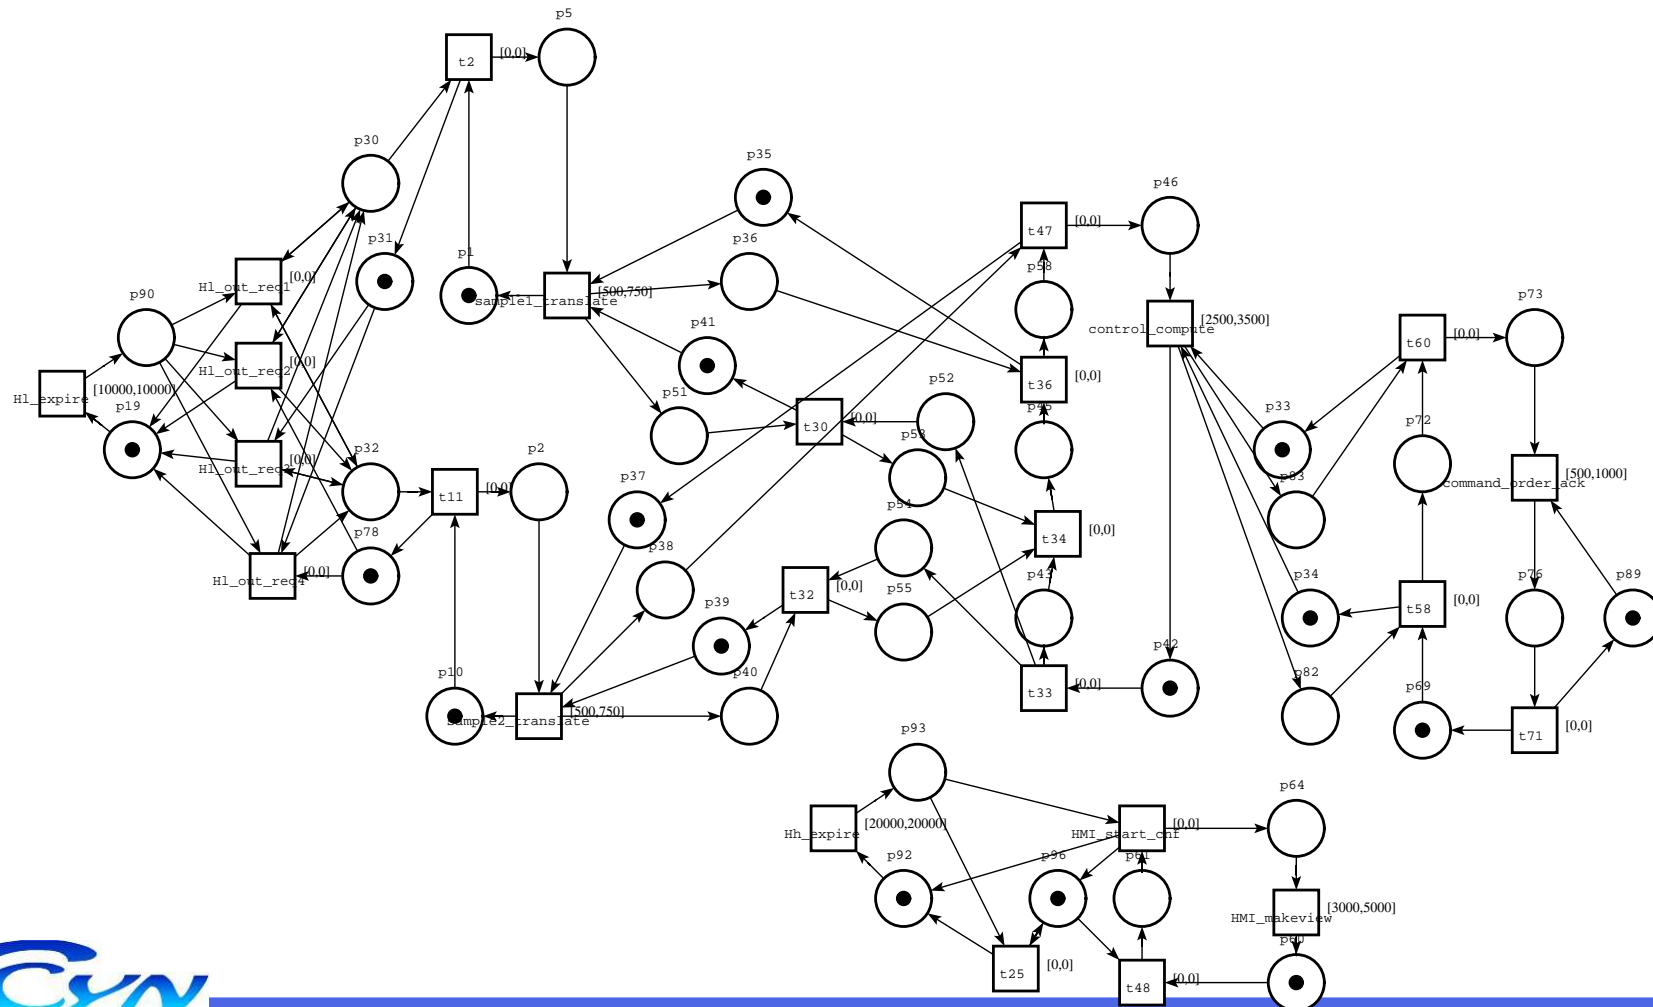 p5
t2
[0,0]
p30
p35
p46
p31
p1
p36
t47
[0,0]
p58
Hl_out_req1
[0,0]
sample1_translate
[500,750]
p90
p41
control_compute
[2500,3500]
p73
t60
[0,0]
Hl_out_req2
[0,0]
Hl_expire
[10000,10000]
p19
p51
t36
[0,0]
p52
p45
p33
p72
t30
[0,0]
p53
Hl_out_req3
[0,0]
p32
p2
p37
p83
command_order_ack
[500,1000]
t11
[0,0]
p54
t34
[0,0]
p78
p38
Hl_out_req4
[0,0]
t32
[0,0]
p55
p43
p34
p76
p89
p39
t58
[0,0]
p10
p40
p42
p82
p69
t33
[0,0]
sample2_translate
[500,750]
t71
[0,0]
p93
p64
Hh_expire
[20000,20000]
HMI_start_cnf
[0,0]
p92
p96
p61
HMI_makeview
[3000,5000]
p60
t25
[0,0]
t48
[0,0]